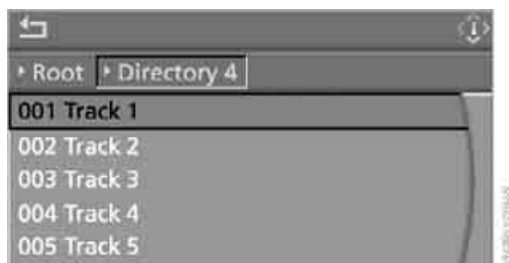 Root Directory 4
001 Track 1
002 Track 2
003 Track 3
004 Track 4
005 Track 5